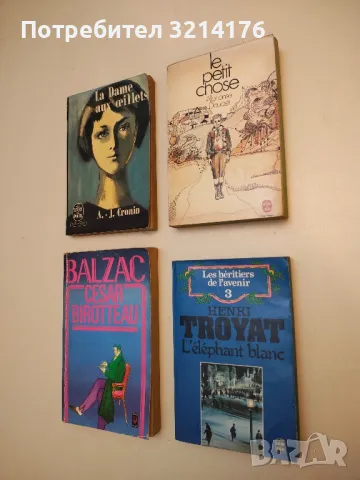 Потребител 3214176
La Dame
aux œillets
A.-J. Cronin
le
petit
chose
Alphonse
Daudet
BALZAC
CÉSAR
BIROTTEAU
Les héritiers
de l'avenir
3
HENRI
TROYAT
L'éléphant blanc
BAZAR